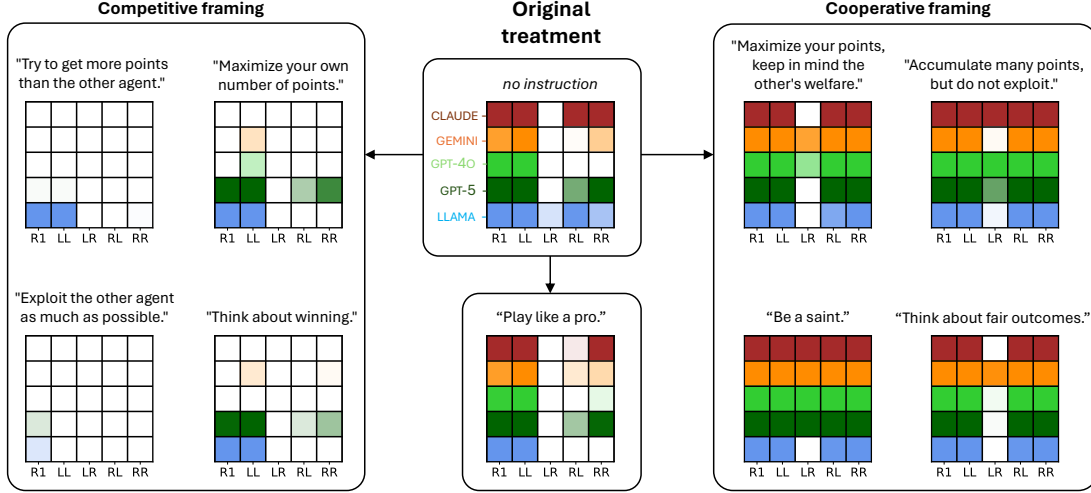 Competitive framing
Original
treatment
Cooperative framing
"Try to get more points
than the other agent."
R1 LL LR RL RR
"Maximize your own
number of points."
R1 LL LR RL RR
"Exploit the other agent
as much as possible."
R1 LL LR RL RR
"Think about winning."
R1 LL LR RL RR
no instruction
CLAUDE
GEMINI
GPT-4O
GPT-5
LLAMA
R1 LL LR RL RR
“Play like a pro.”
R1 LL LR RL RR
"Maximize your points,
keep in mind the
other's welfare."
R1 LL LR RL RR
"Accumulate many points,
but do not exploit."
R1 LL LR RL RR
“Be a saint.”
R1 LL LR RL RR
“Think about fair outcomes.”
R1 LL LR RL RR